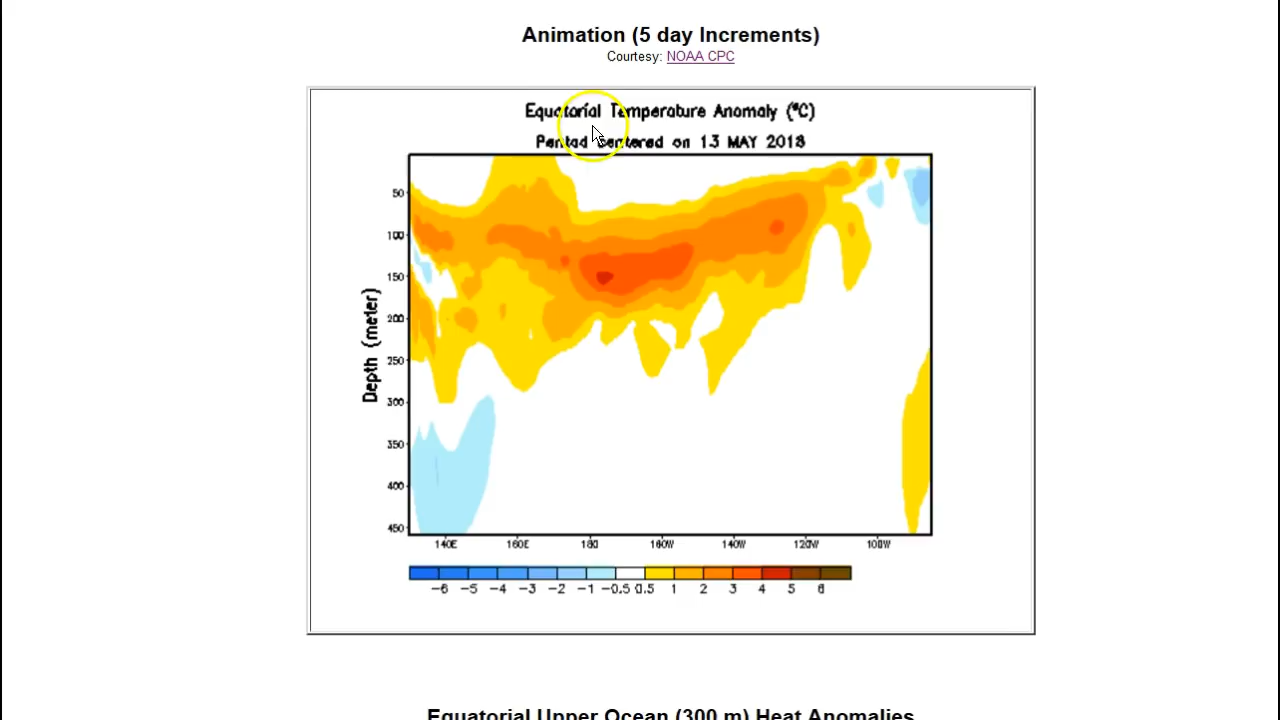 Animation (5 day Increments)
Courtesy: NOAA CPC
Equatorial Temperature Anomaly (°C)
Pentad centered on 13 MAY 2018
50
100
150
200
250
300
350
400
450
Depth (meter)
140E 160E 180 160W 140W 120W 100W
-6 -5 -4 -3 -2 -1 -0.5 0.5 1 2 3 4 5 6
Equatorial Upper Ocean (300 m) Heat Anomalies